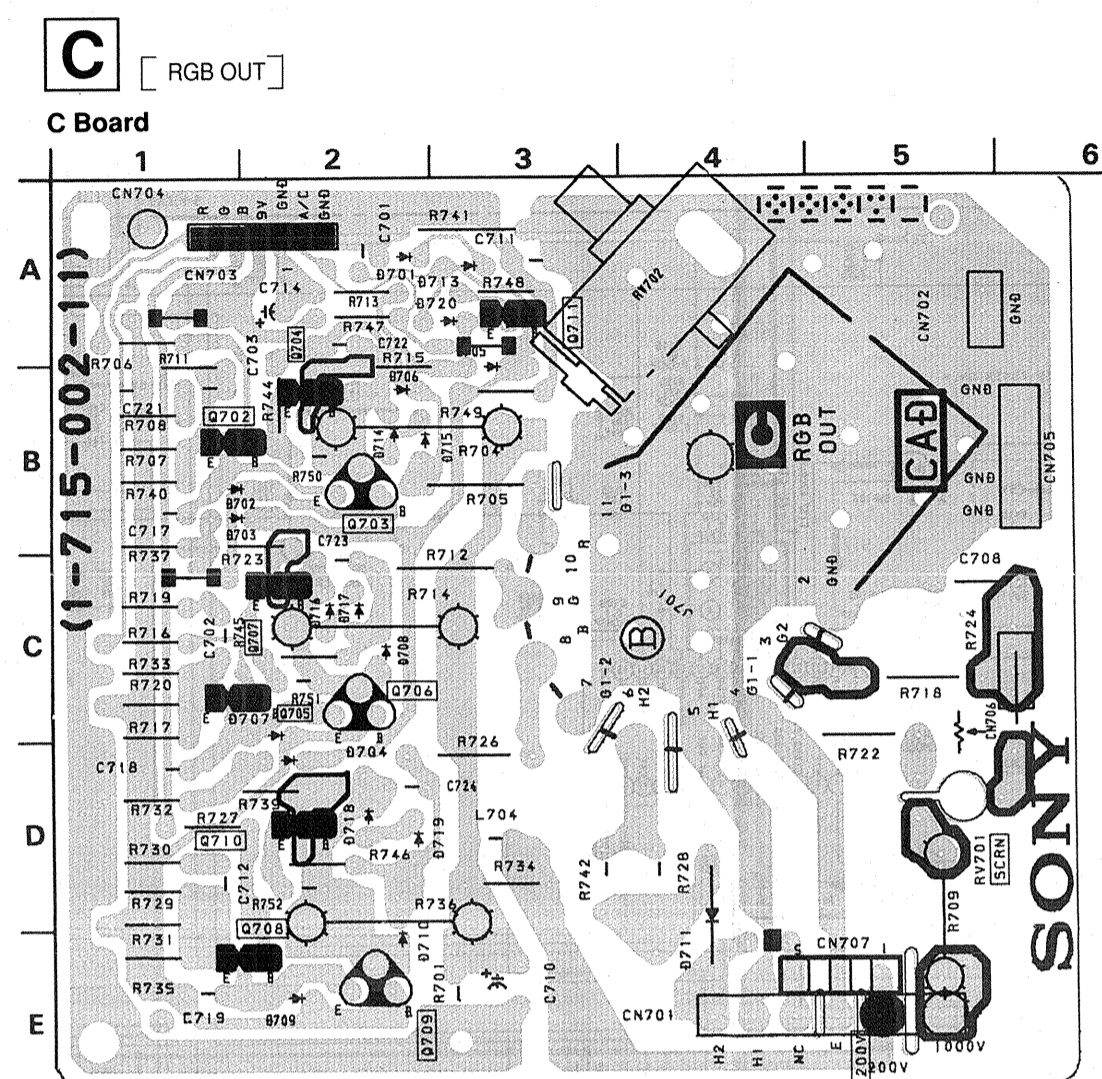 C
[ RGB OUT ]
C Board
1 2 3 4 5 6
A
B
C
D
E
(1-715-002-11)
CN704
R
G
B
9V
GND
A/C
GND
C701
R741
C711
CN703
C714
D701
D713
R748
R713
D720
Q711
R747
C722
Q704
C703
R706
R711
R715
D706
R744
Q702
C721
R708
R749
D714
D715
R704
R707
R750
R705
R740
D702
D703
Q703
C717
C723
R737
R723
R712
R719
D716
D717
R714
R716
C702
R745
Q707
D708
R733
R720
R751
Q706
D707
Q705
R717
D704
R726
C718
C724
R732
R739
D718
R727
D719
L704
Q710
R730
R746
R734
C712
R729
R752
R736
Q708
R731
D710
R735
R701
C719
D709
Q709
C710
RV702
CN702
GND
C
RGB
OUT
CAD
GND
GND
GND
CN705
11
G1-3
10
R
9
G
8
B
7
G1-2
6
H2
5
H1
4
G1-1
3
G2
2
GND
J701
B
C708
R724
R718
R722
CN706
RV701
SCRN
R709
SONY
R742
R728
D711
S
CN707
1
CN701
H2
H1
NC
E
200V
200V
1000V
E
B